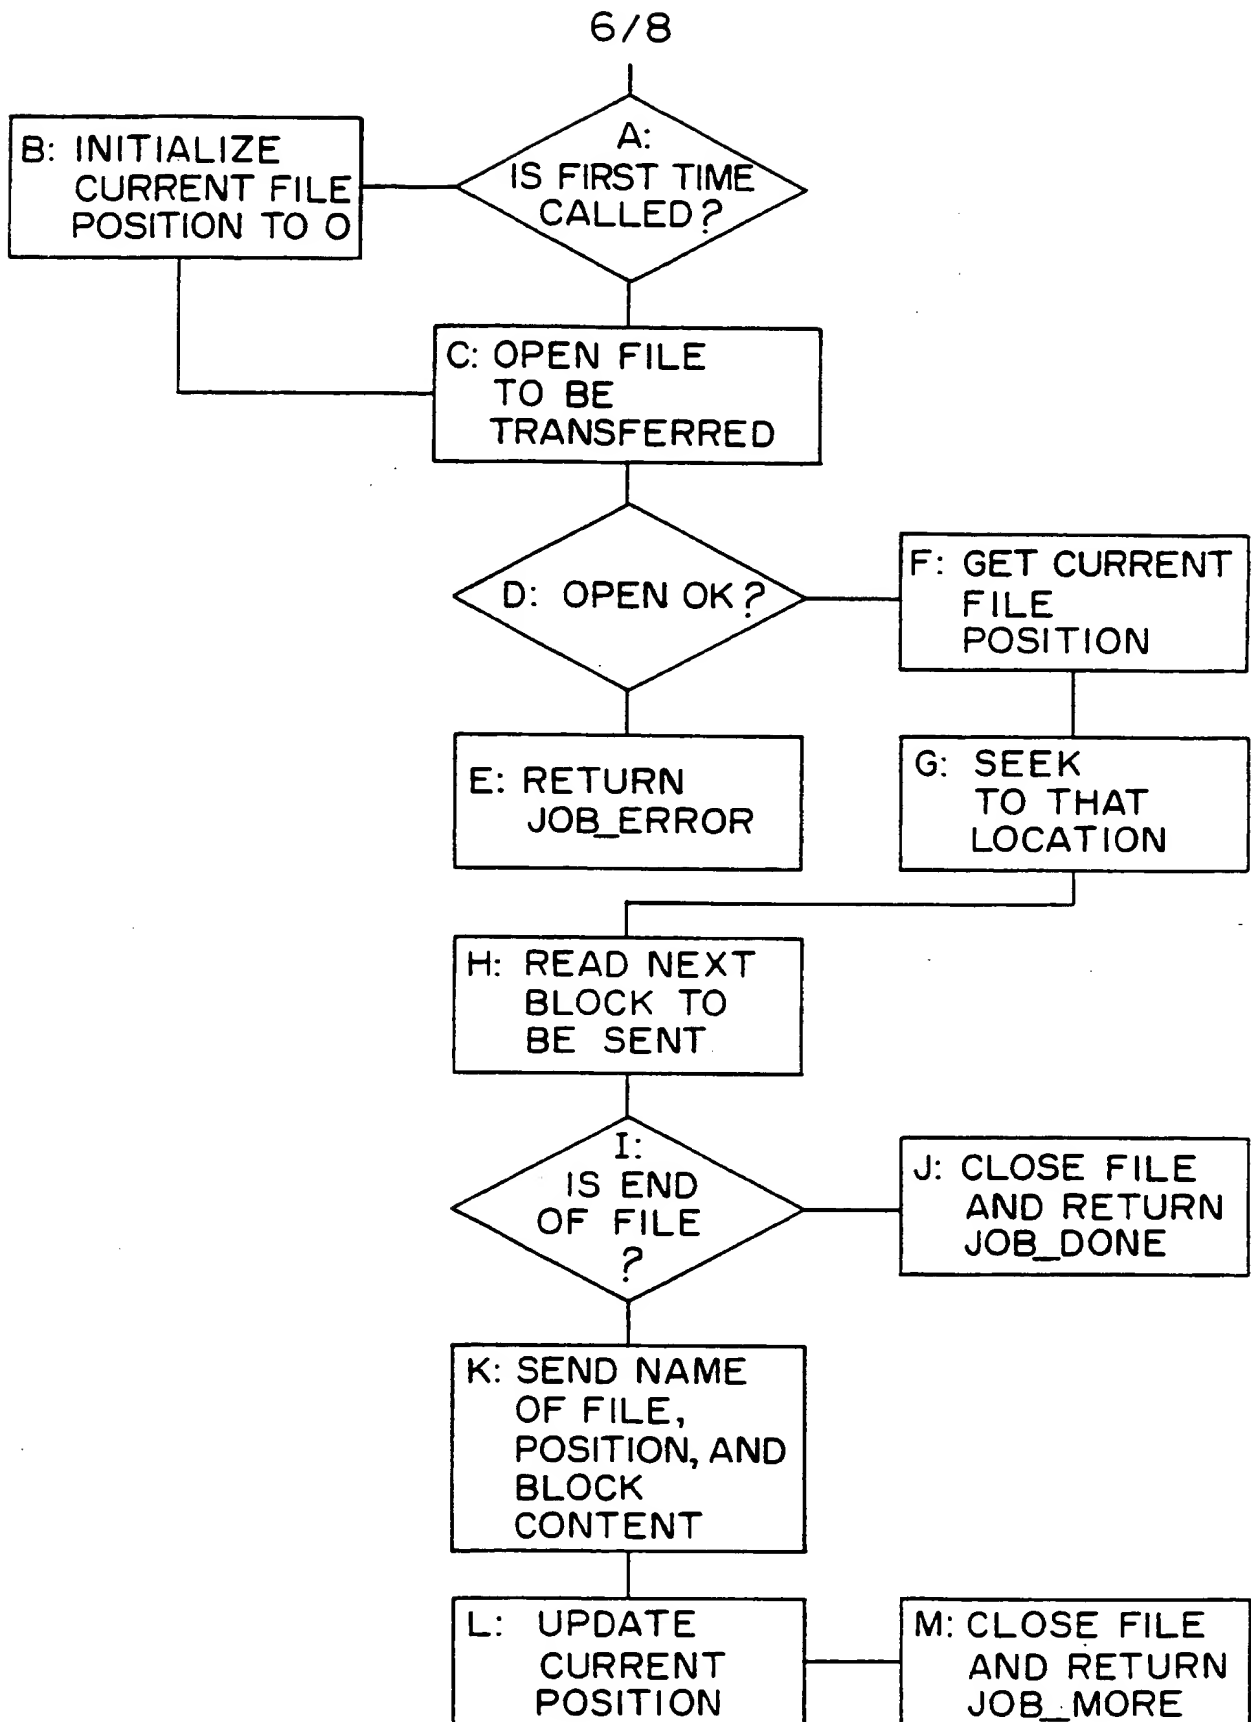 6/8
A:
IS FIRST TIME
CALLED?
B: INITIALIZE
CURRENT FILE
POSITION TO 0
C: OPEN FILE
TO BE
TRANSFERRED
D: OPEN OK?
F: GET CURRENT
FILE
POSITION
E: RETURN
JOB_ERROR
G: SEEK
TO THAT
LOCATION
H: READ NEXT
BLOCK TO
BE SENT
I:
IS END
OF FILE
?
J: CLOSE FILE
AND RETURN
JOB_DONE
K: SEND NAME
OF FILE,
POSITION, AND
BLOCK
CONTENT
L: UPDATE
CURRENT
POSITION
M: CLOSE FILE
AND RETURN
JOB_MORE